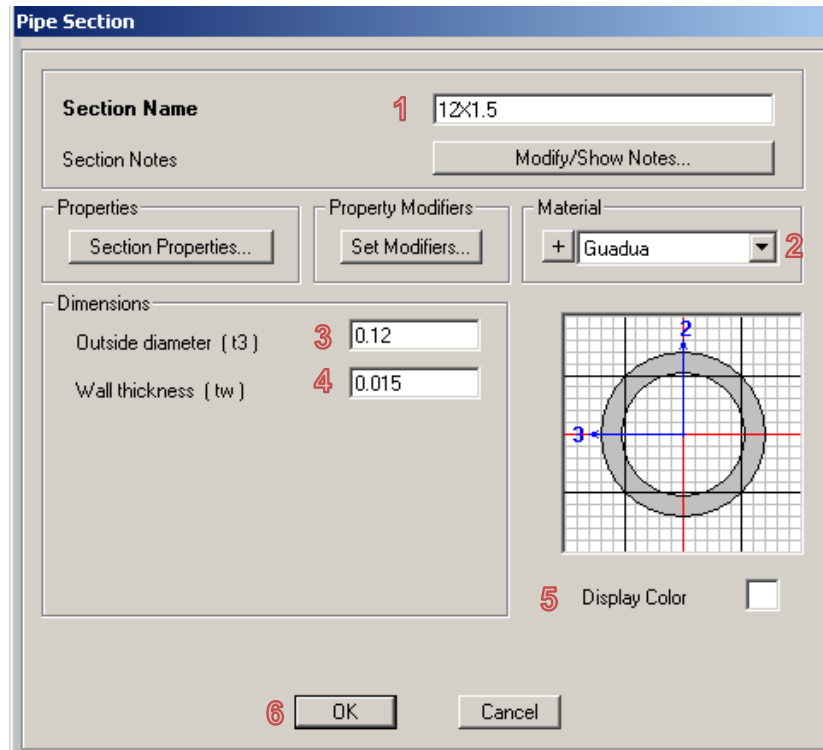 Pipe Section
Section Name 1 12X1.5
Section Notes Modify/Show Notes...
Properties Property Modifiers Material
Section Properties... Set Modifiers... + Guadua 2
Dimensions
Outside diameter ( t3 ) 3 0.12
Wall thickness ( tw ) 4 0.015
2
3
5 Display Color
6 OK Cancel